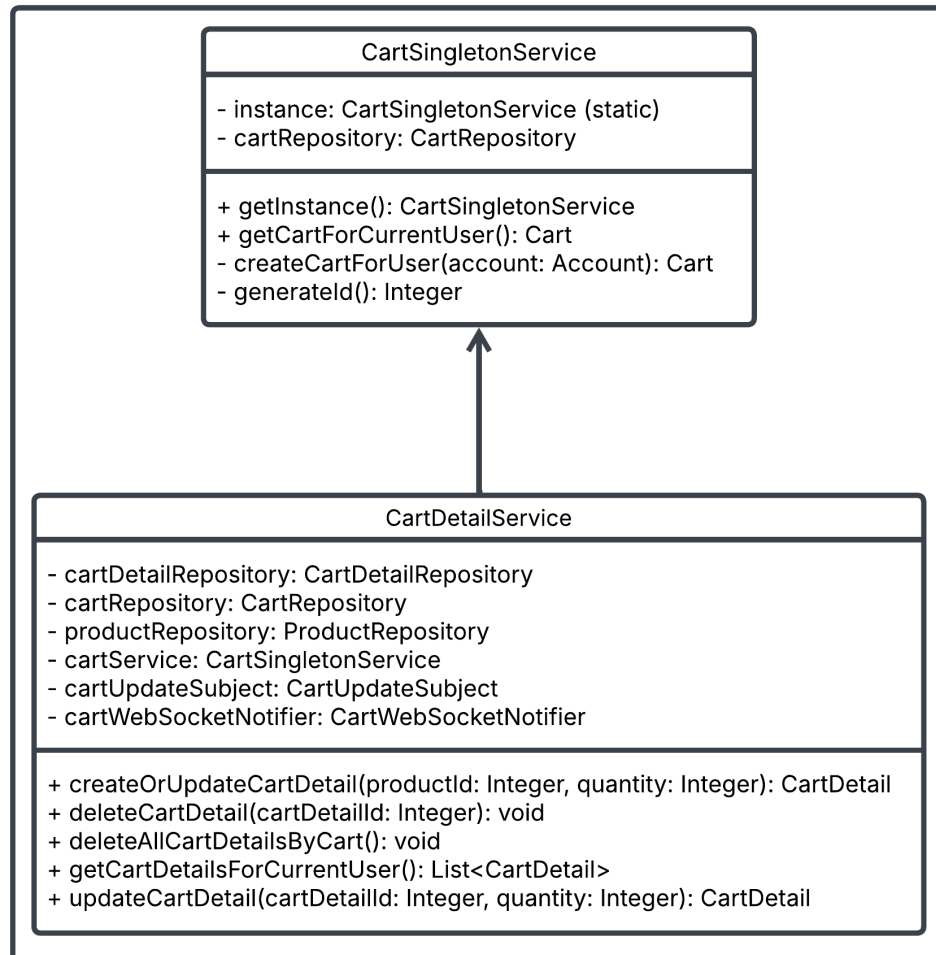 CartSingletonService
- instance: CartSingletonService (static)
- cartRepository: CartRepository
+ getInstance(): CartSingletonService
+ getCartForCurrentUser(): Cart
- createCartForUser(account: Account): Cart
- generateId(): Integer
CartDetailService
- cartDetailRepository: CartDetailRepository
- cartRepository: CartRepository
- productRepository: ProductRepository
- cartService: CartSingletonService
- cartUpdateSubject: CartUpdateSubject
- cartWebSocketNotifier: CartWebSocketNotifier
+ createOrUpdateCartDetail(productId: Integer, quantity: Integer): CartDetail
+ deleteCartDetail(cartDetailId: Integer): void
+ deleteAllCartDetailsByCart(): void
+ getCartDetailsForCurrentUser(): List<CartDetail>
+ updateCartDetail(cartDetailId: Integer, quantity: Integer): CartDetail